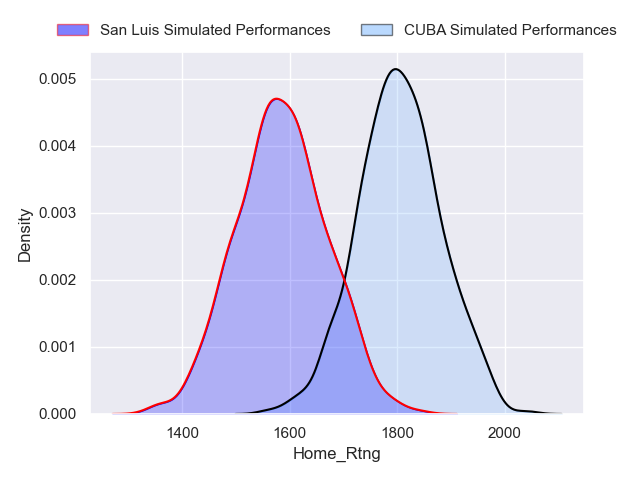 San Luis Simulated Performances CUBA Simulated Performances
0.005
0.004
0.003
0.002
0.001
0.000
Density
1400 1600 1800 2000
Home_Rtng